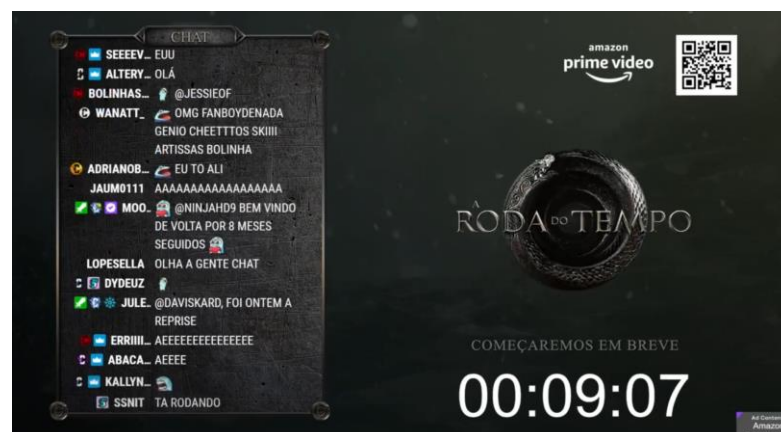 CHAT
SEEEEV… EUU
ALTERY… OLÁ
BOLINHAS… @JESSIEOF
WANATT_ OMG FANBOYDENADA
GENIO CHEETTTOS SKIIII
ARTISSAS BOLINHA
ADRIANOB… EU TO ALI
JAUM0111 AAAAAAAAAAAAAAAAAA
MOO… @NINJAHD9 BEM VINDO
DE VOLTA POR 8 MESES
SEGUIDOS
LOPESELLA OLHA A GENTE CHAT
DYDEUZ
JULE… @DAVISKARD, FOI ONTEM A
REPRISE
ERRIIII… AEEEEEEEEEEEEEEE
ABACA… AEEEE
KALLYN…
SSNIT TA RODANDO
amazon
prime video
A
RODA DO TEMPO
COMEÇAREMOS EM BREVE
00:09:07
Ad Conten
Amazo